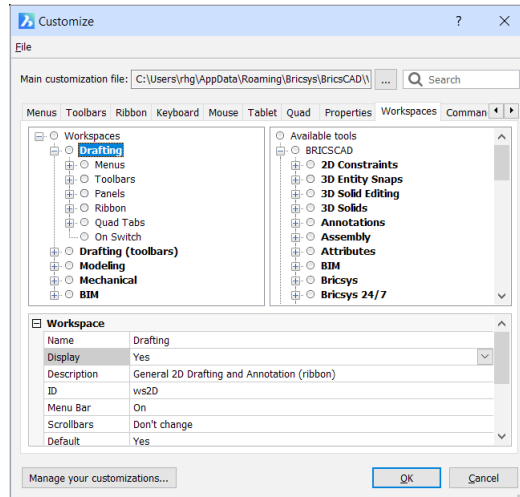 Customize
File
Main customization file: C:\Users\rhg\AppData\Roaming\Bricsys\BricsCAD\\ ... Search
Menus Toolbars Ribbon Keyboard Mouse Tablet Quad Properties Workspaces Comman
Workspaces
Drafting
Menus
Toolbars
Panels
Ribbon
Quad Tabs
On Switch
Drafting (toolbars)
Modeling
Mechanical
BIM
Available tools
BRICSCAD
2D Constraints
3D Entity Snaps
3D Solid Editing
3D Solids
Annotations
Assembly
Attributes
BIM
Bricsys
Bricsys 24/7
Workspace
Name Drafting
Display Yes
Description General 2D Drafting and Annotation (ribbon)
ID ws2D
Menu Bar On
Scrollbars Don't change
Default Yes
Manage your customizations... OK Cancel